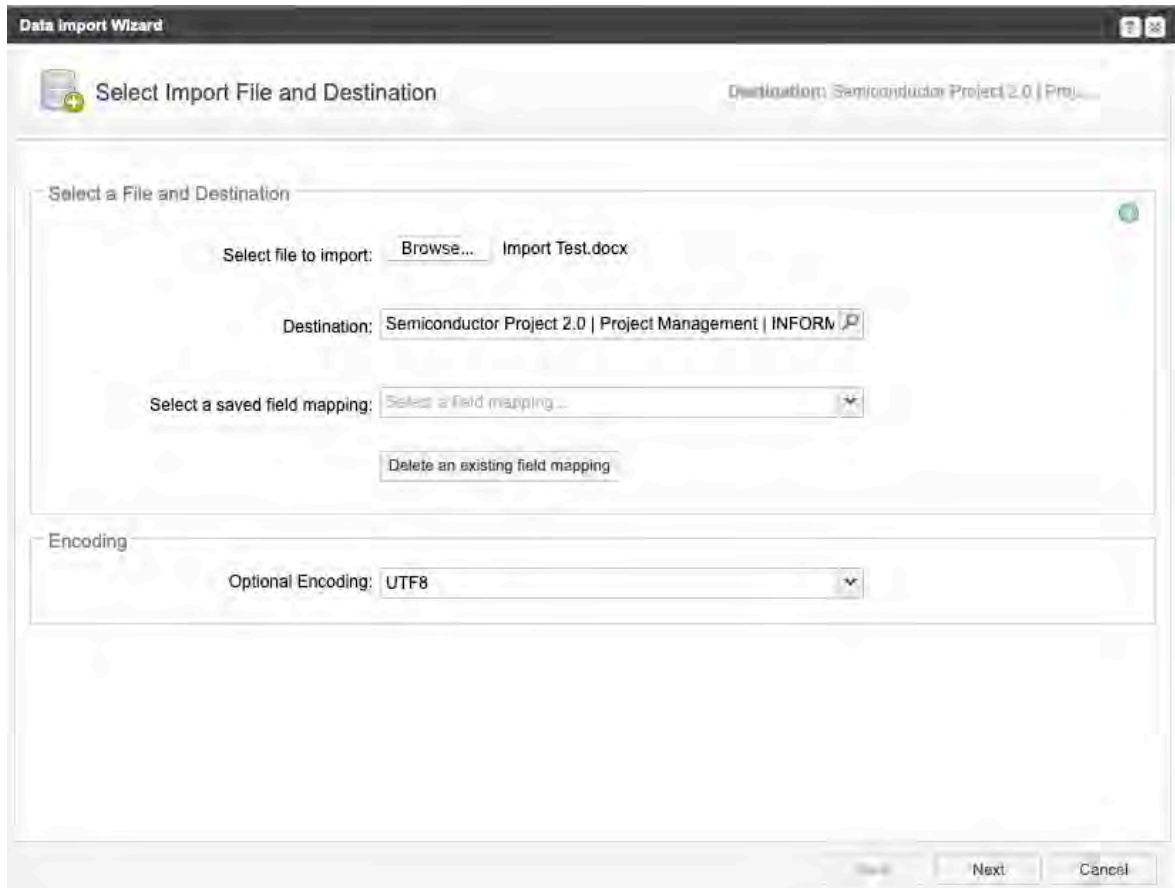 Data Import Wizard
Select Import File and Destination
Destination: Semiconductor Project 2.0 | Proj...
Select a File and Destination
Select file to import: Browse... Import Test.docx
Destination: Semiconductor Project 2.0 | Project Management | INFORM
Select a saved field mapping: Select a field mapping...
Delete an existing field mapping
Encoding
Optional Encoding: UTF8
Next Cancel